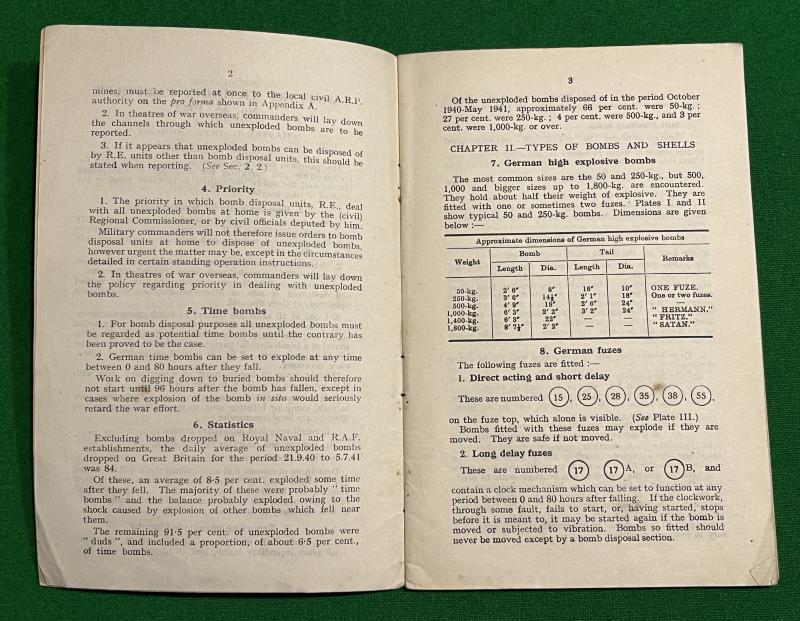 2
mines, must be reported at once to the local civil A.R.P.
authority on the pro forma shown in Appendix A.
2. In theatres of war overseas, commanders will lay down
the channels through which unexploded bombs are to be
reported.
3. If it appears that unexploded bombs can be disposed of
by R.E. units other than bomb disposal units, this should be
stated when reporting. (See Sec. 2. 2.)
4. Priority
1. The priority in which bomb disposal units, R.E., deal
with all unexploded bombs at home is given by the (civil)
Regional Commissioner, or by civil officials deputed by him.
Military commanders will not therefore issue orders to bomb
disposal units at home to dispose of unexploded bombs,
however urgent the matter may be, except in the circumstances
detailed in certain standing operation instructions.
2. In theatres of war overseas, commanders will lay down
the policy regarding priority in dealing with unexploded
bombs.
5. Time bombs
1. For bomb disposal purposes all unexploded bombs must
be regarded as potential time bombs until the contrary has
been proved to be the case.
2. German time bombs can be set to explode at any time
between 0 and 80 hours after they fall.
Work on digging down to buried bombs should therefore
not start until 96 hours after the bomb has fallen, except in
cases where explosion of the bomb in situ would seriously
retard the war effort.
6. Statistics
Excluding bombs dropped on Royal Naval and R.A.F.
establishments, the daily average of unexploded bombs
dropped on Great Britain for the period 21.9.40 to 5.7.41
was 84.
Of these, an average of 8·5 per cent. exploded some time
after they fell. The majority of these were probably " time
bombs " and the balance probably exploded owing to the
shock caused by explosion of other bombs which fell near
them.
The remaining 91·5 per cent. of unexploded bombs were
" duds ", and included a proportion, of about 6·5 per cent.,
of time bombs.
3
Of the unexploded bombs disposed of in the period October
1940-May 1941, approximately 66 per cent. were 50-kg. ;
27 per cent. were 250-kg. ; 4 per cent. were 500-kg., and 3 per
cent. were 1,000-kg. or over.
CHAPTER II.—TYPES OF BOMBS AND SHELLS
7. German high explosive bombs
The most common sizes are the 50 and 250-kg., but 500,
1,000 and bigger sizes up to 1,800-kg. are encountered.
They hold about half their weight of explosive. They are
fitted with one or sometimes two fuzes. Plates I and II
show typical 50 and 250-kg. bombs. Dimensions are given
below :—
Approximate dimensions of German high explosive bombs
Weight Bomb Tail Remarks
Length Dia. Length Dia.
50-kg. 2′ 6″ 8″ 16″ 10″ ONE FUZE.
250-kg. 3′ 6″ 14½″ 2′ 1″ 18″ One or two fuzes.
500-kg. 4′ 9″ 18″ 2′ 6″ 24″ —
1,000-kg. 6′ 3″ 2′ 2″ 3′ 2″ 24″ " HERMANN."
1,400-kg. 6′ 3″ 22″ — — " FRITZ."
1,800-kg. 8′ 7½″ 2′ 2″ — — " SATAN."
8. German fuzes
The following fuzes are fitted :—
1. Direct acting and short delay
These are numbered 15, 25, 28, 35, 38, 55,
on the fuze top, which alone is visible. (See Plate III.)
Bombs fitted with these fuzes may explode if they are
moved. They are safe if not moved.
2. Long delay fuzes
These are numbered 17 17 A, or 17 B, and
contain a clock mechanism which can be set to function at any
period between 0 and 80 hours after falling. If the clockwork,
through some fault, fails to start, or, having started, stops
before it is meant to, it may be started again if the bomb is
moved or subjected to vibration. Bombs so fitted should
never be moved except by a bomb disposal section.